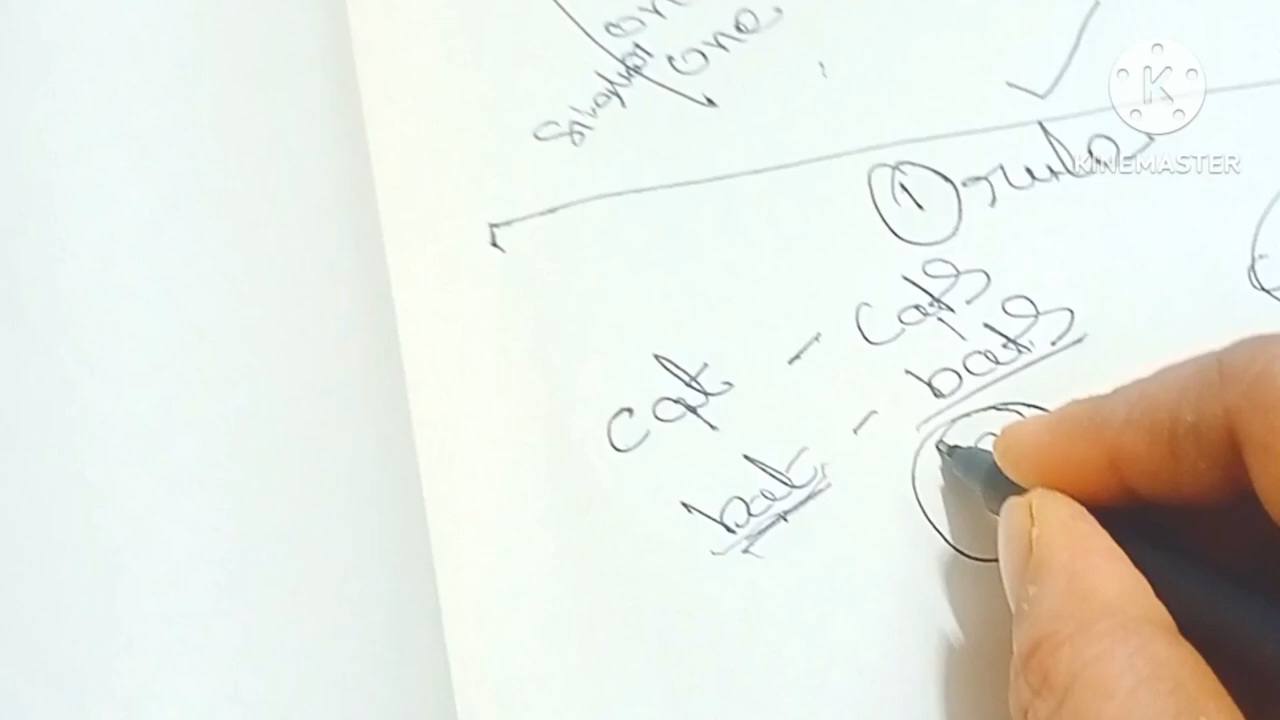 one
① rule
cat - cats
bat - bats
K
KINEMASTER